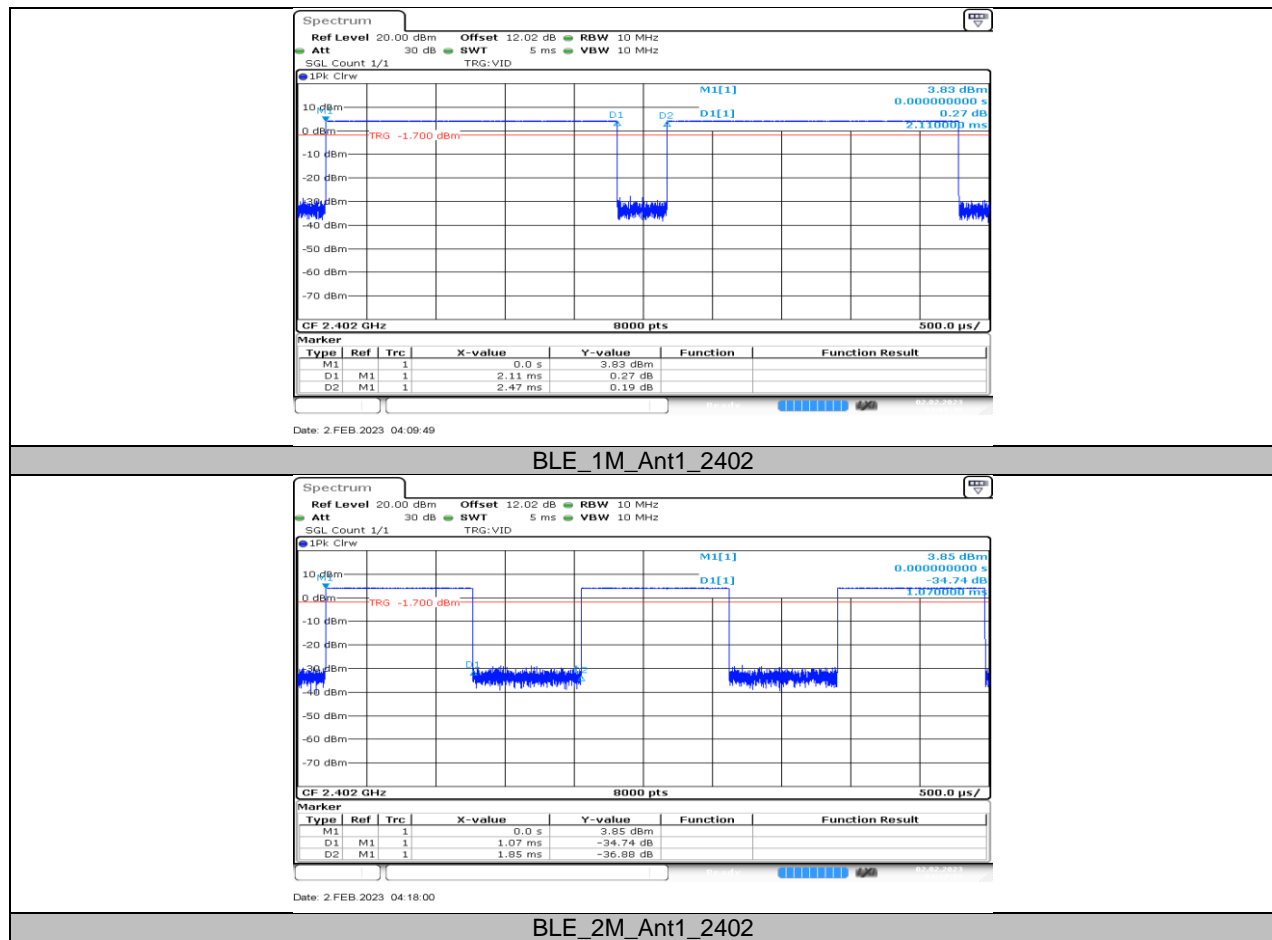 Spectrum
Ref Level 20.00 dBm Offset 12.02 dB RBW 10 MHz
Att 30 dB SWT 5 ms VBW 10 MHz
SGL Count 1/1 TRG:VID
1Pk Clrw
M1[1] 3.83 dBm
0.000000000 s
10 dBm
M1
D1 D2 D1[1] 0.27 dB
2.110000 ms
0 dBm
TRG -1.700 dBm
-10 dBm
-20 dBm
-30 dBm
-40 dBm
-50 dBm
-60 dBm
-70 dBm
CF 2.402 GHz 8000 pts 500.0 µs/
Marker
Type Ref Trc X-value Y-value Function Function Result
M1 1 0.0 s 3.83 dBm
D1 M1 1 2.11 ms 0.27 dB
D2 M1 1 2.47 ms 0.19 dB
02.02.2023
Date: 2.FEB.2023 04:09:49
BLE_1M_Ant1_2402
Spectrum
Ref Level 20.00 dBm Offset 12.02 dB RBW 10 MHz
Att 30 dB SWT 5 ms VBW 10 MHz
SGL Count 1/1 TRG:VID
1Pk Clrw
M1[1] 3.85 dBm
0.000000000 s
10 dBm
M1
D1[1] -34.74 dB
1.070000 ms
0 dBm
TRG -1.700 dBm
-10 dBm
-20 dBm
D1 D2
-30 dBm
-40 dBm
-50 dBm
-60 dBm
-70 dBm
CF 2.402 GHz 8000 pts 500.0 µs/
Marker
Type Ref Trc X-value Y-value Function Function Result
M1 1 0.0 s 3.85 dBm
D1 M1 1 1.07 ms -34.74 dB
D2 M1 1 1.85 ms -36.88 dB
02.02.2023
Date: 2.FEB.2023 04:18:00
BLE_2M_Ant1_2402